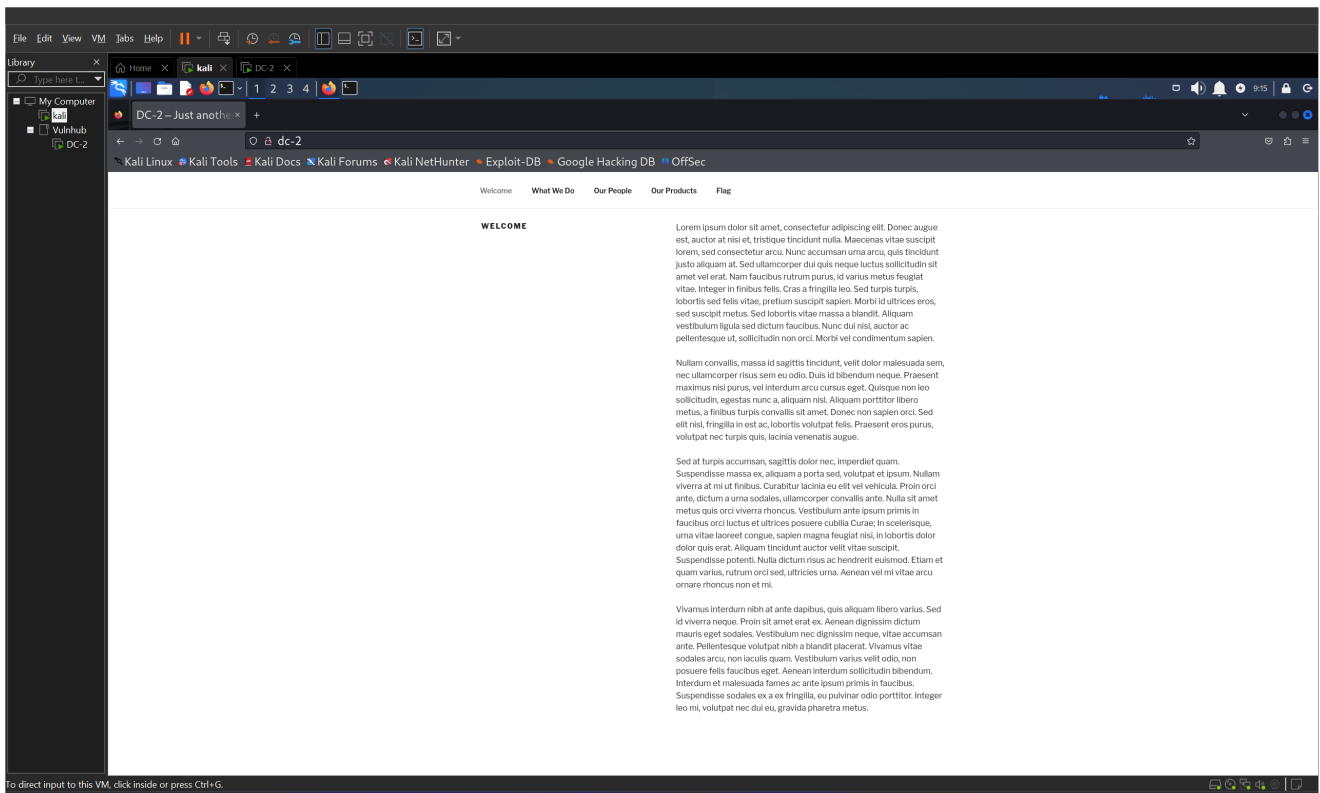 File Edit View VM Tabs Help
Library
Type here t...
My Computer
kali
Vulnhub
DC-2
Home kali DC-2
1 2 3 4
9:15
DC-2 – Just anothe
dc-2
Kali Linux Kali Tools Kali Docs Kali Forums Kali NetHunter Exploit-DB Google Hacking DB OffSec
Welcome What We Do Our People Our Products Flag
WELCOME
Lorem ipsum dolor sit amet, consectetur adipiscing elit. Donec augue
est, auctor at nisi et, tristique tincidunt nulla. Maecenas vitae suscipit
lorem, sed consectetur arcu. Nunc accumsan urna arcu, quis tincidunt
justo aliquam at. Sed ullamcorper dui quis neque luctus sollicitudin sit
amet vel erat. Nam faucibus rutrum purus, id varius metus feugiat
vitae. Integer in finibus felis. Cras a fringilla leo. Sed turpis turpis,
lobortis sed felis vitae, pretium suscipit sapien. Morbi id ultrices eros,
sed suscipit metus. Sed lobortis vitae massa a blandit. Aliquam
vestibulum ligula sed dictum faucibus. Nunc dui nisl, auctor ac
pellentesque ut, sollicitudin non orci. Morbi vel condimentum sapien.
Nullam convallis, massa id sagittis tincidunt, velit dolor malesuada sem,
nec ullamcorper risus sem eu odio. Duis id bibendum neque. Praesent
maximus nisi purus, vel interdum arcu cursus eget. Quisque non leo
sollicitudin, egestas nunc a, aliquam nisl. Aliquam porttitor libero
metus, a finibus turpis convallis sit amet. Donec non sapien orci. Sed
elit nisl, fringilla in est ac, lobortis volutpat felis. Praesent eros purus,
volutpat nec turpis quis, lacinia venenatis augue.
Sed at turpis accumsan, sagittis dolor nec, imperdiet quam.
Suspendisse massa ex, aliquam a porta sed, volutpat et ipsum. Nullam
viverra at mi ut finibus. Curabitur lacinia eu elit vel vehicula. Proin orci
ante, dictum a urna sodales, ullamcorper convallis ante. Nulla sit amet
metus quis orci viverra rhoncus. Vestibulum ante ipsum primis in
faucibus orci luctus et ultrices posuere cubilia Curae; In scelerisque,
urna vitae laoreet congue, sapien magna feugiat nisi, in lobortis dolor
dolor quis erat. Aliquam tincidunt auctor velit vitae suscipit.
Suspendisse potenti. Nulla dictum risus ac hendrerit euismod. Etiam et
quam varius, rutrum orci sed, ultricies urna. Aenean vel mi vitae arcu
ornare rhoncus non et mi.
Vivamus interdum nibh at ante dapibus, quis aliquam libero varius. Sed
id viverra neque. Proin sit amet erat ex. Aenean dignissim dictum
mauris eget sodales. Vestibulum nec dignissim neque, vitae accumsan
ante. Pellentesque volutpat nibh a blandit placerat. Vivamus vitae
sodales arcu, non iaculis quam. Vestibulum varius velit odio, non
posuere felis faucibus eget. Aenean interdum sollicitudin bibendum.
Interdum et malesuada fames ac ante ipsum primis in faucibus.
Suspendisse sodales ex a ex fringilla, eu pulvinar odio porttitor. Integer
leo mi, volutpat nec dui eu, gravida pharetra metus.
To direct input to this VM, click inside or press Ctrl+G.